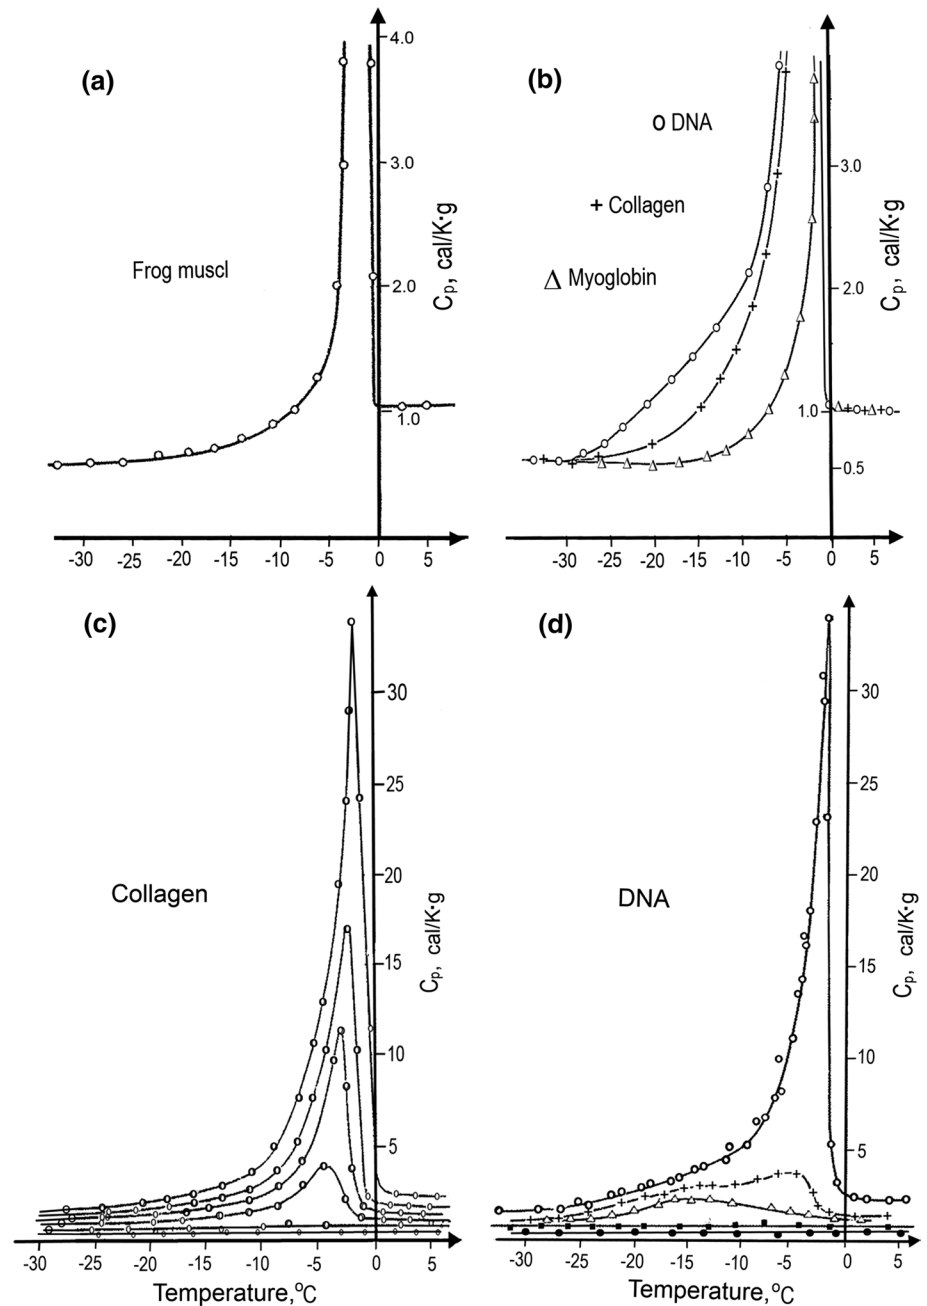 (a)
4.0
3.0
2.0
1.0
Cp, cal/K·g
Frog muscl
-30 -25 -20 -15 -10 -5 0 5
(b)
O DNA
+ Collagen
△ Myoglobin
3.0
2.0
1.0
0.5
Cp, cal/K·g
-30 -25 -20 -15 -10 -5 0 5
(c)
Collagen
30
25
20
15
10
5
Cp, cal/K·g
-30 -25 -20 -15 -10 -5 0 5
Temperature,°C
(d)
DNA
30
25
20
15
10
5
Cp, cal/K·g
-30 -25 -20 -15 -10 -5 0 5
Temperature,°C